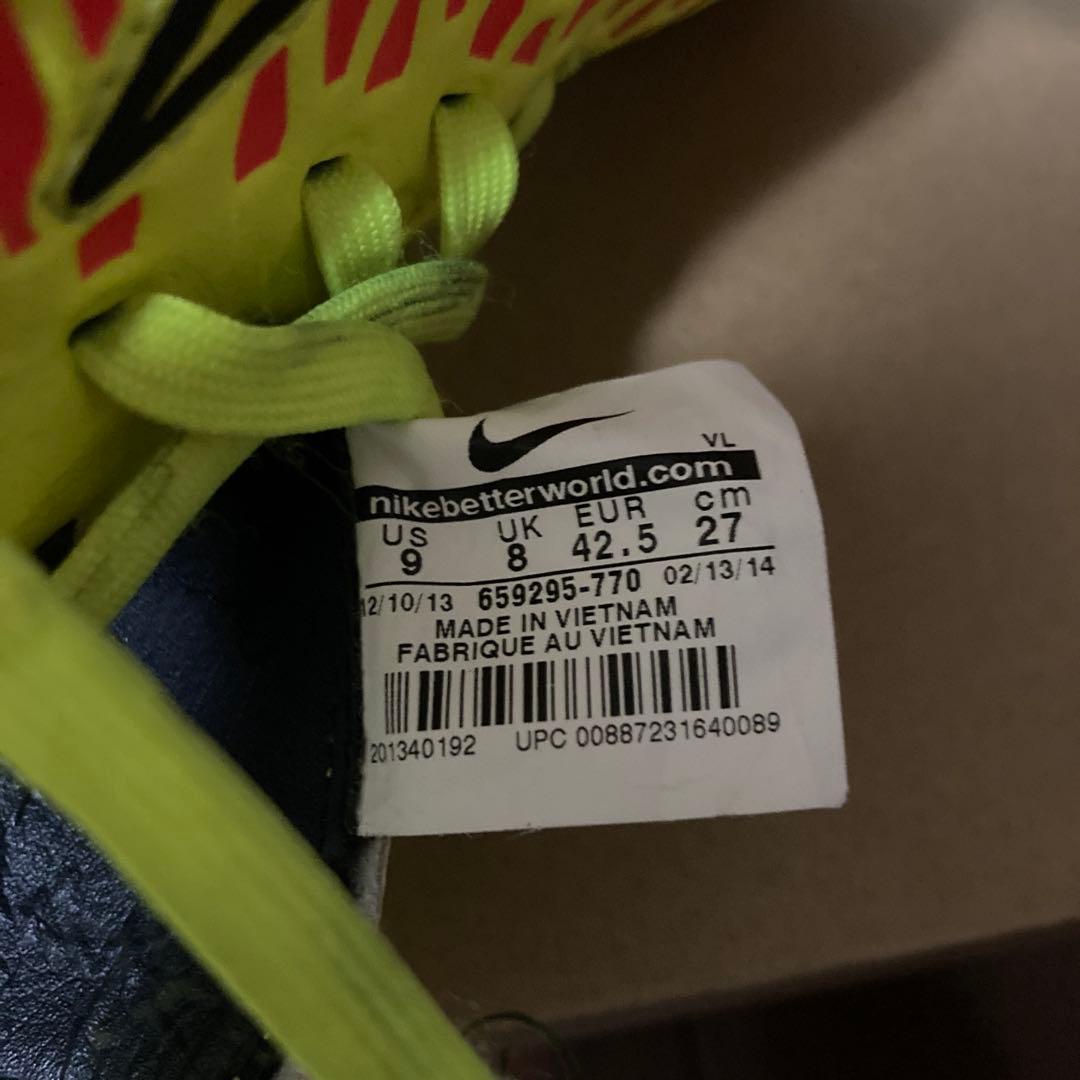 VL
nikebetterworld.com
US UK EUR cm
9 8 42.5 27
12/10/13 659295-770 02/13/14
MADE IN VIETNAM
FABRIQUE AU VIETNAM
201340192 UPC 00887231640089